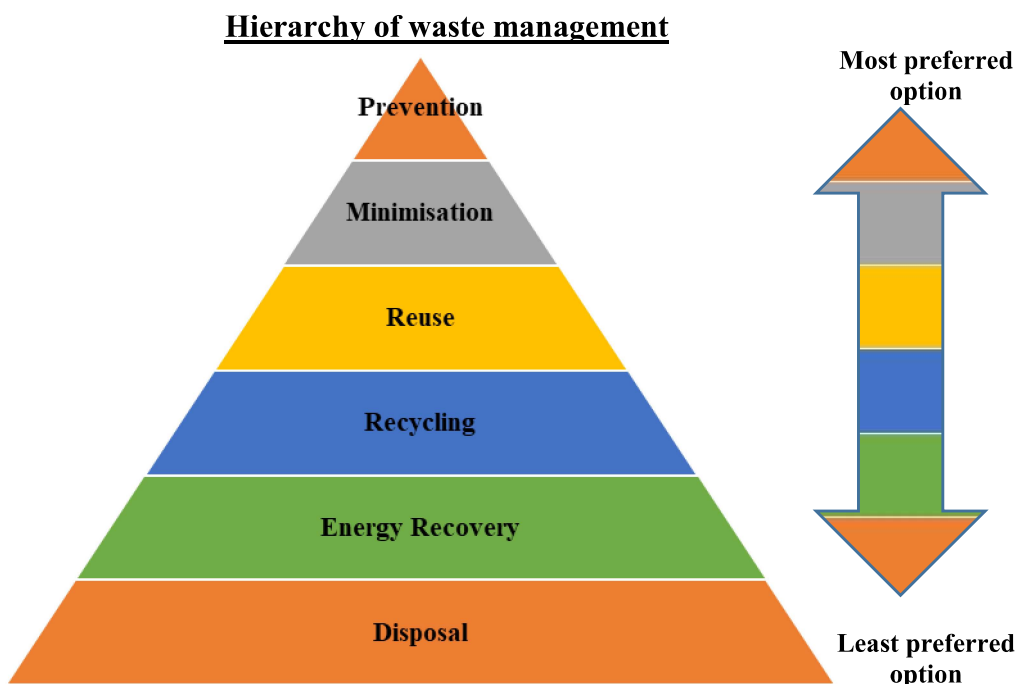 Hierarchy of waste management
Most preferred
option
Prevention
Minimisation
Reuse
Recycling
Energy Recovery
Disposal
Least preferred
option